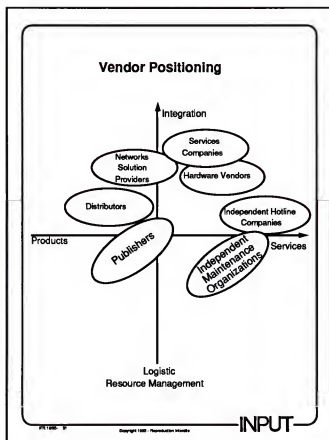 Vendor Positioning
Integration
Services
Companies
Networks
Solution
Providers
Hardware Vendors
Distributors
Independent Hotline
Companies
Products
Services
Publishers
Independent
Maintenance
Organizations
Logistic
Resource Management
INPUT